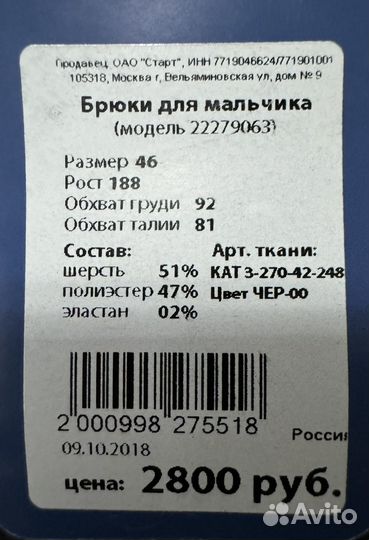 Продавец ОАО "Старт", ИНН 7719046624/771901001
105318, Москва г, Вельяминовская ул, дом № 9
Брюки для мальчика
(модель 22279063)
Размер 46
Рост 188
Обхват груди 92
Обхват талии 81
Состав: Арт. ткани:
шерсть 51% КАТ 3-270-42-248
полиэстер 47% Цвет ЧЕР-00
эластан 02%
2 000998 275518
Россия
09.10.2018
цена: 2800 руб.
Avito